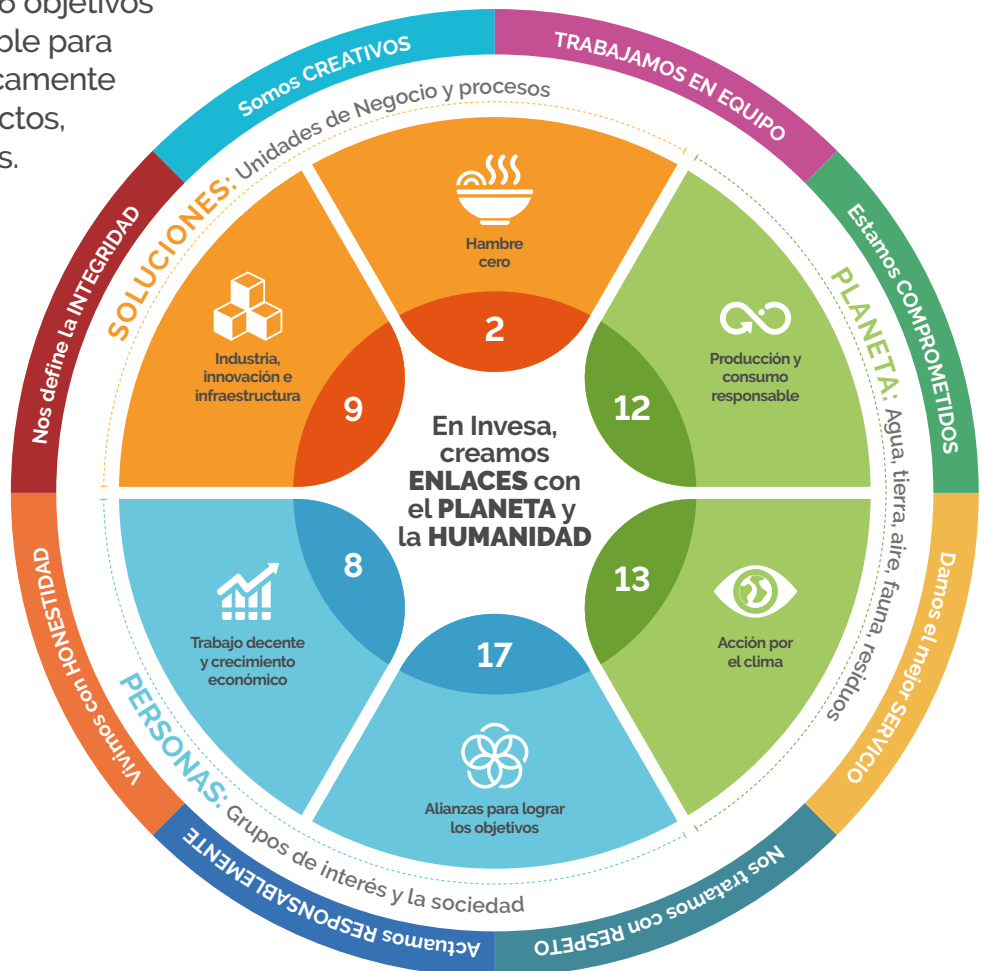 6 objetivos
ble para
camente
ctos,
s.
Somos CREATIVOS
TRABAJAMOS EN EQUIPO
Estamos COMPROMETIDOS
Damos el mejor SERVICIO
Nos tratamos con RESPETO
Actuamos RESPONSABLEMENTE
Vivimos con HONESTIDAD
Nos define la INTEGRIDAD
SOLUCIONES: Unidades de Negocio y procesos
PLANETA: Agua, tierra, aire, fauna, residuos
PERSONAS: Grupos de interés y la sociedad
Hambre
cero
2
Producción y
consumo
responsable
12
Acción por
el clima
13
17
Alianzas para lograr
los objetivos
8
Trabajo decente
y crecimiento
económico
Industria,
innovación e
infraestructura
9
En Invesa,
creamos
ENLACES con
el PLANETA y
la HUMANIDAD